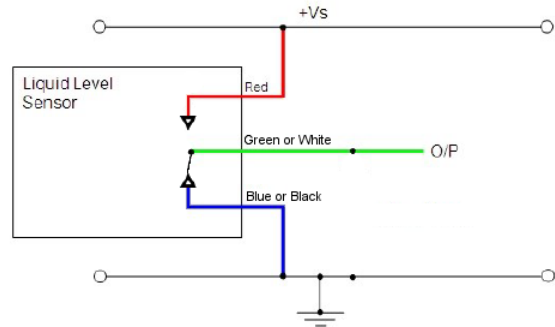 +Vs
Liquid Level
Sensor
Red
Green or White
O/P
Blue or Black